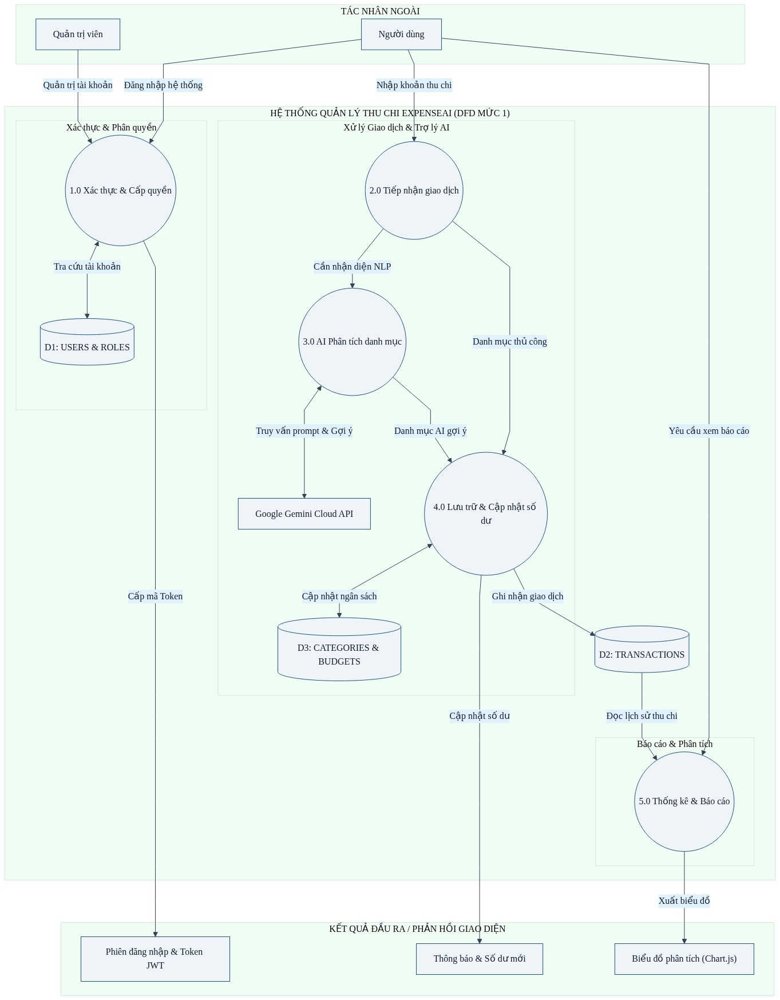 TÁC NHÂN NGOÀI
Quản trị viên
Người dùng
Quản trị tài khoản
Đăng nhập hệ thống
Nhập khoản thu chi
HỆ THỐNG QUẢN LÝ THU CHI EXPENSEAI (DFD MỨC 1)
Xác thực & Phân quyền
Xử lý Giao dịch & Trợ lý AI
1.0 Xác thực & Cấp quyền
2.0 Tiếp nhận giao dịch
Tra cứu tài khoản
Cần nhận diện NLP
D1: USERS & ROLES
3.0 AI Phân tích danh mục
Danh mục thủ công
Truy vấn prompt & Gợi ý
Danh mục AI gợi ý
Yêu cầu xem báo cáo
Google Gemini Cloud API
4.0 Lưu trữ & Cập nhật số
dư
Cấp mã Token
Cập nhật ngân sách
Ghi nhận giao dịch
D3: CATEGORIES &
BUDGETS
D2: TRANSACTIONS
Cập nhật số dư
Đọc lịch sử thu chi
Báo cáo & Phân tích
5.0 Thống kê & Báo cáo
Xuất biểu đồ
KẾT QUẢ ĐẦU RA / PHẢN HỒI GIAO DIỆN
Phiên đăng nhập & Token
JWT
Thông báo & Số dư mới
Biểu đồ phân tích (Chart.js)